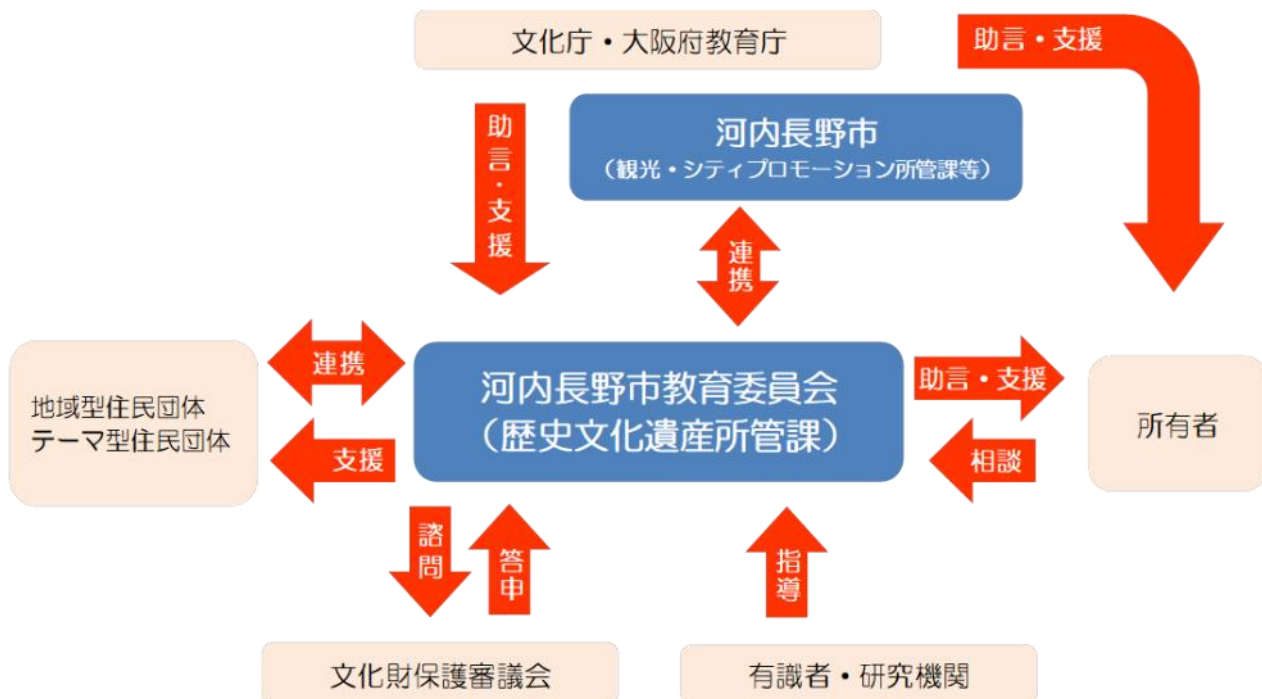 文化庁・大阪府教育庁
助言・支援
河内長野市
（観光・シティプロモーション所管課等）
助言・支援
連携
連携
河内長野市教育委員会
（歴史文化遺産所管課）
助言・支援
地域型住民団体
テーマ型住民団体
所有者
支援
相談
諮問
答申
指導
文化財保護審議会
有識者・研究機関